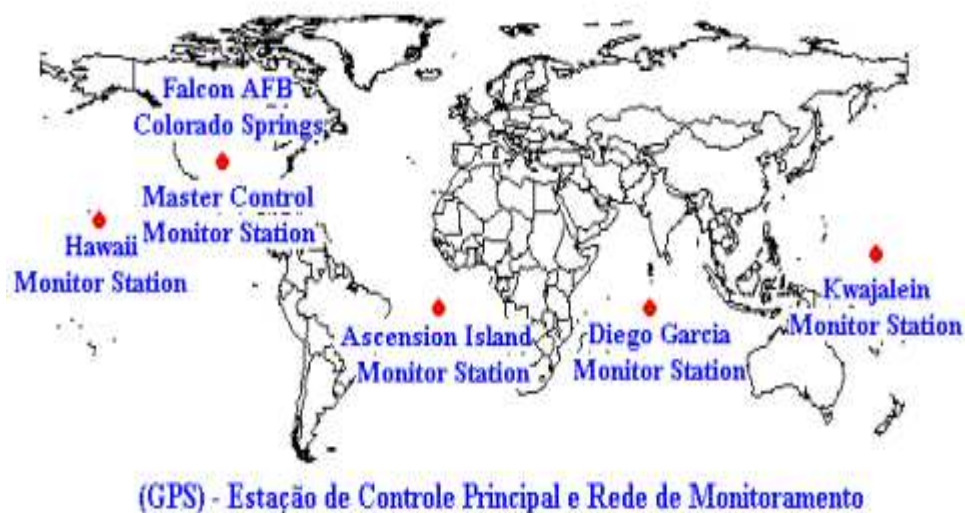 Falcon AFB
Colorado Springs
Master Control
Monitor Station
Hawaii
Monitor Station
Ascension Island
Monitor Station
Diego Garcia
Monitor Station
Kwajalein
Monitor Station
(GPS) - Estação de Controle Principal e Rede de Monitoramento